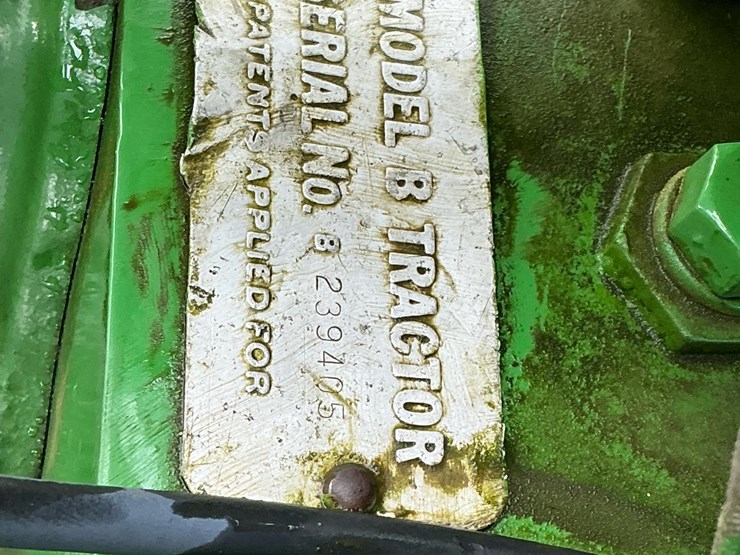 MODEL B TRACTOR
SERIAL NO. B 239405
PATENTS APPLIED FOR